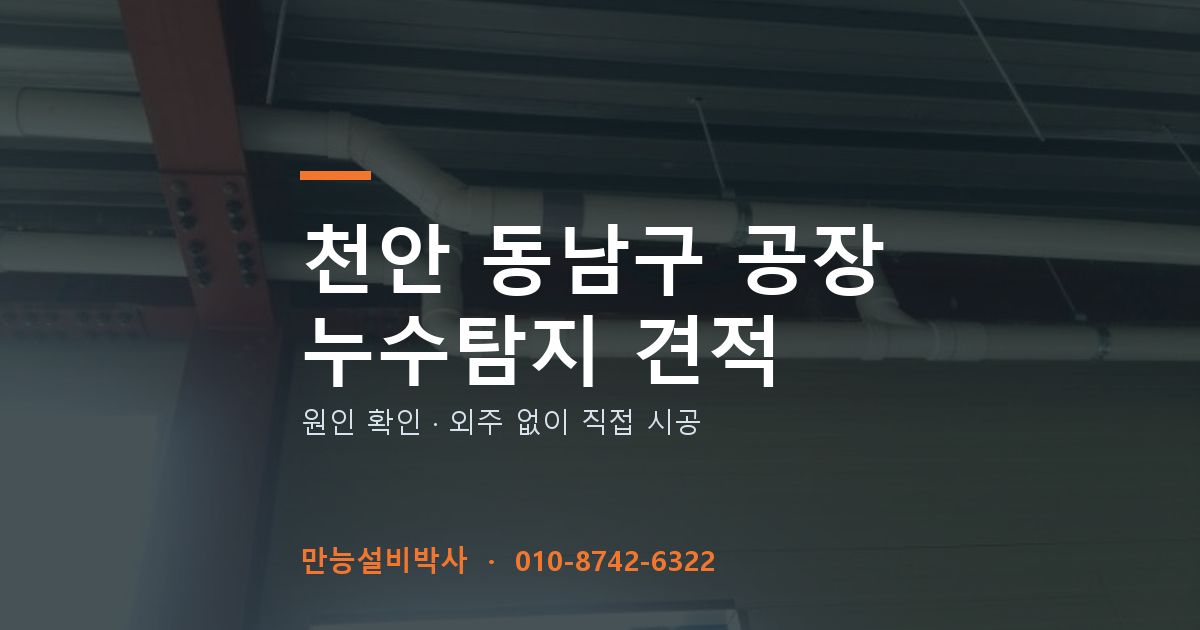 천안 동남구 공장
누수탐지 견적
원인 확인 · 외주 없이 직접 시공
만능설비박사 · 010-8742-6322